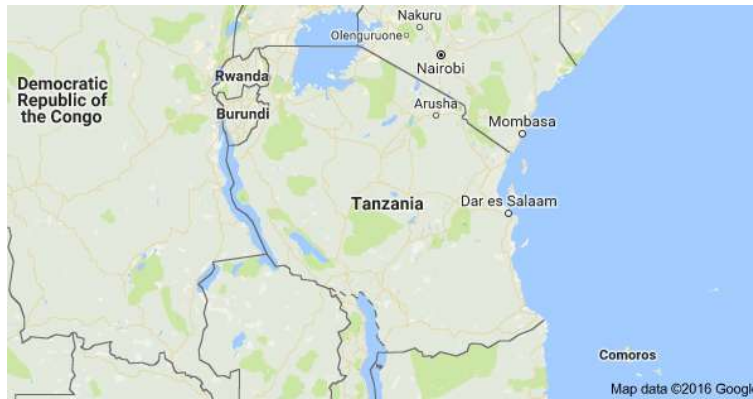 Nakuru
Olenguruone
Nairobi
Democratic
Republic of
the Congo
Rwanda
Burundi
Arusha
Mombasa
Tanzania
Dar es Salaam
Comoros
Map data ©2016 Google